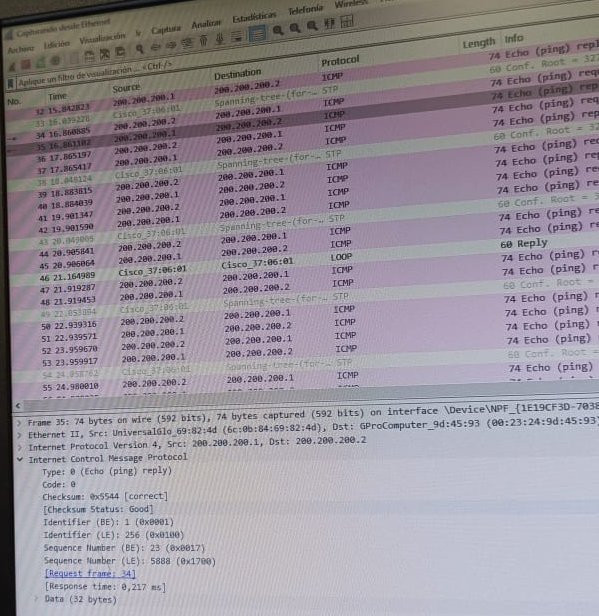 Capturando desde Ethernet
Archivo Edición Visualización Ir Captura Analizar Estadísticas Telefonía Wireless
Aplique un filtro de visualización ... <Ctrl-/>
No. Time Source Destination Protocol Length Info
32 15.842823 200.200.200.1 200.200.200.2 ICMP 74 Echo (ping) repl
33 16.039228 Cisco_37:06:01 Spanning-tree-(for-… STP 60 Conf. Root = 327
34 16.860885 200.200.200.2 200.200.200.1 ICMP 74 Echo (ping) requ
35 16.861102 200.200.200.1 200.200.200.2 ICMP 74 Echo (ping) rep
36 17.865197 200.200.200.2 200.200.200.1 ICMP 74 Echo (ping) requ
37 17.865417 200.200.200.1 200.200.200.2 ICMP 74 Echo (ping) rep
38 18.044124 Cisco_37:06:01 Spanning-tree-(for-… STP 60 Conf. Root = 32
39 18.883815 200.200.200.2 200.200.200.1 ICMP 74 Echo (ping) req
40 18.884039 200.200.200.1 200.200.200.2 ICMP 74 Echo (ping) rep
41 19.901347 200.200.200.2 200.200.200.1 ICMP 74 Echo (ping) req
42 19.901590 200.200.200.1 200.200.200.2 ICMP 74 Echo (ping) re
43 20.049005 Cisco_37:06:01 Spanning-tree-(for-… STP 60 Conf. Root = 3
44 20.905841 200.200.200.2 200.200.200.1 ICMP 74 Echo (ping) re
45 20.906064 200.200.200.1 200.200.200.2 ICMP 74 Echo (ping) re
46 21.164989 Cisco_37:06:01 Cisco_37:06:01 LOOP 60 Reply
47 21.919287 200.200.200.2 200.200.200.1 ICMP 74 Echo (ping) re
48 21.919453 200.200.200.1 200.200.200.2 ICMP 74 Echo (ping) r
49 22.053894 Cisco_37:06:01 Spanning-tree-(for-… STP 60 Conf. Root =
50 22.939316 200.200.200.2 200.200.200.1 ICMP 74 Echo (ping) r
51 22.939571 200.200.200.1 200.200.200.2 ICMP 74 Echo (ping) r
52 23.959670 200.200.200.2 200.200.200.1 ICMP 74 Echo (ping) r
53 23.959917 200.200.200.1 200.200.200.2 ICMP 74 Echo (ping)
54 24.058762 Cisco_37:06:01 Spanning-tree-(for-… STP 60 Conf. Root =
55 24.980010 200.200.200.2 200.200.200.1 ICMP 74 Echo (ping)
Frame 35: 74 bytes on wire (592 bits), 74 bytes captured (592 bits) on interface \Device\NPF_{1E19CF3D-7038
Ethernet II, Src: UniversalGlo_69:82:4d (6c:0b:84:69:82:4d), Dst: GProComputer_9d:45:93 (00:23:24:9d:45:93)
Internet Protocol Version 4, Src: 200.200.200.1, Dst: 200.200.200.2
Internet Control Message Protocol
Type: 0 (Echo (ping) reply)
Code: 0
Checksum: 0x5544 [correct]
[Checksum Status: Good]
Identifier (BE): 1 (0x0001)
Identifier (LE): 256 (0x0100)
Sequence Number (BE): 23 (0x0017)
Sequence Number (LE): 5888 (0x1700)
[Request frame: 34]
[Response time: 0,217 ms]
Data (32 bytes)